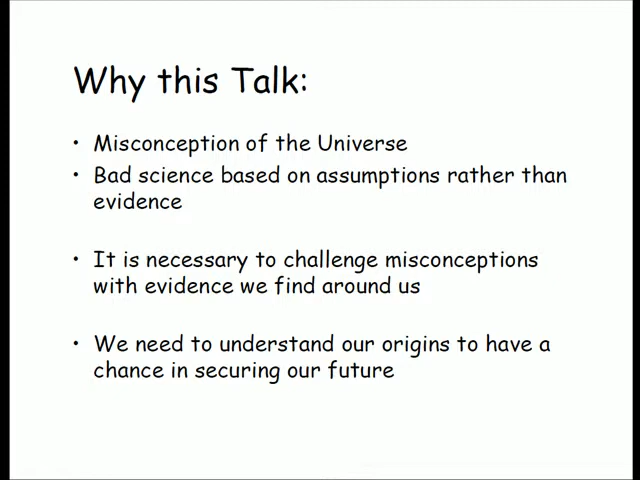 Why this Talk:
• Misconception of the Universe
• Bad science based on assumptions rather than
evidence
• It is necessary to challenge misconceptions
with evidence we find around us
• We need to understand our origins to have a
chance in securing our future